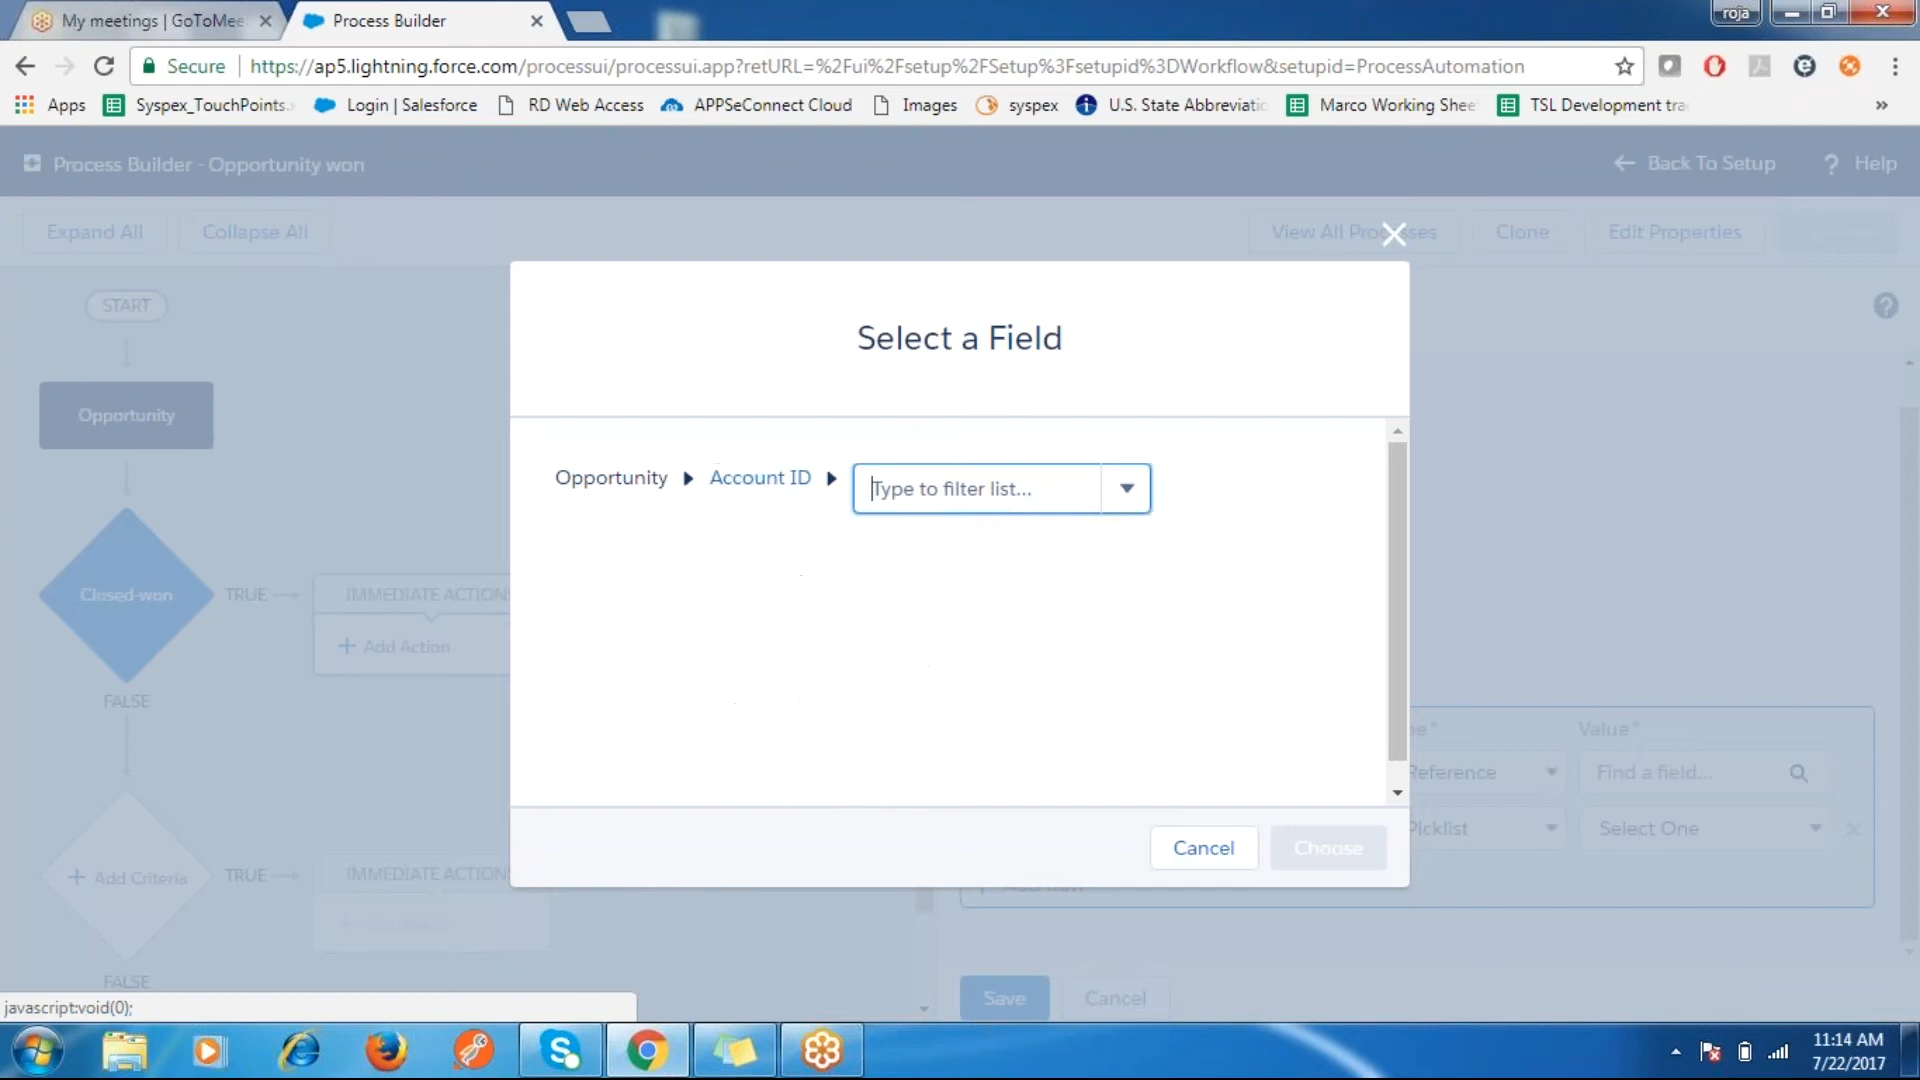 My meetings | GoToMee
Process Builder
roja
Secure
https://ap5.lightning.force.com/processui/processui.app?retURL=%2Fui%2Fsetup%2FSetup%3Fsetupid%3DWorkflow&setupid=ProcessAutomation
Apps
Syspex_TouchPoints.
Login | Salesforce
RD Web Access
APPSeConnect Cloud
Images
syspex
U.S. State Abbreviatio
Marco Working Shee
TSL Development tra
»
Process Builder - Opportunity won
Back To Setup
? Help
Expand All
Collapse All
View All Processes
Clone
Edit Properties
START
Opportunity
Closed-won
TRUE
IMMEDIATE ACTION
+ Add Action
FALSE
+ Add Criteria
TRUE
IMMEDIATE ACTION
FALSE
Select a Field
Opportunity
Account ID
Type to filter list...
Cancel
Choose
Value*
Reference
Find a field...
Picklist
Select One
Save
Cancel
javascript:void(0);
11:14 AM
7/22/2017